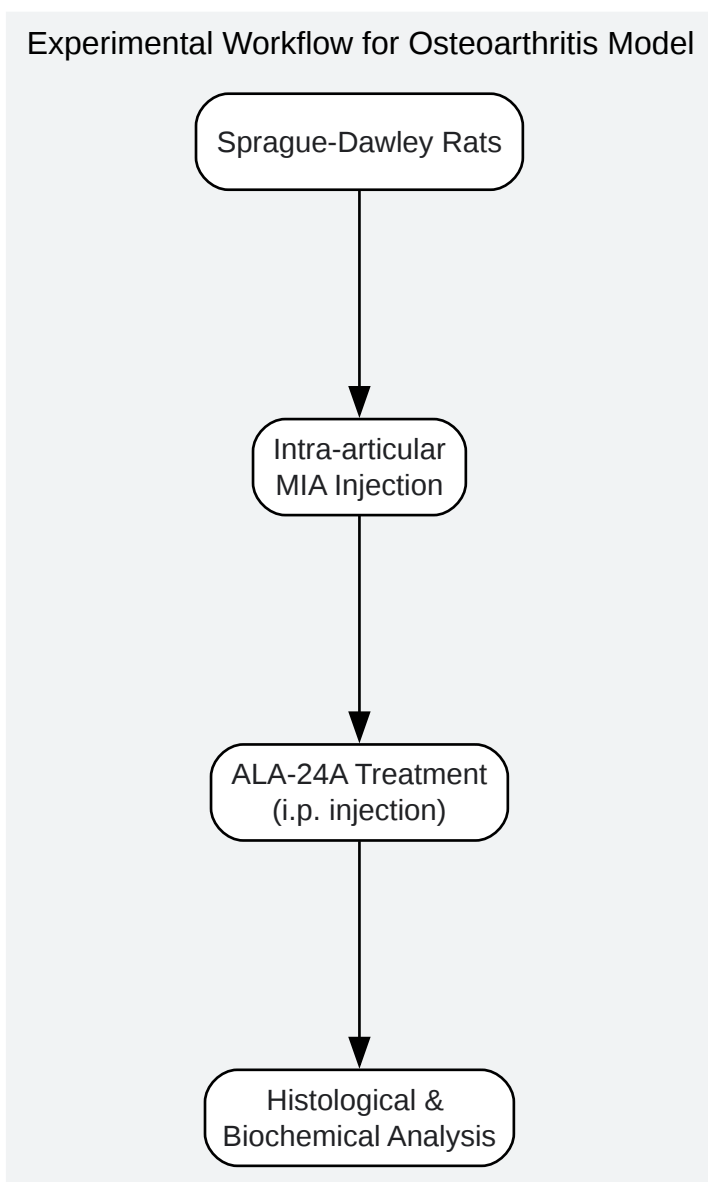 Experimental Workflow for Osteoarthritis Model
Sprague-Dawley Rats
Intra-articular
MIA Injection
ALA-24A Treatment
(i.p. injection)
Histological &
Biochemical Analysis